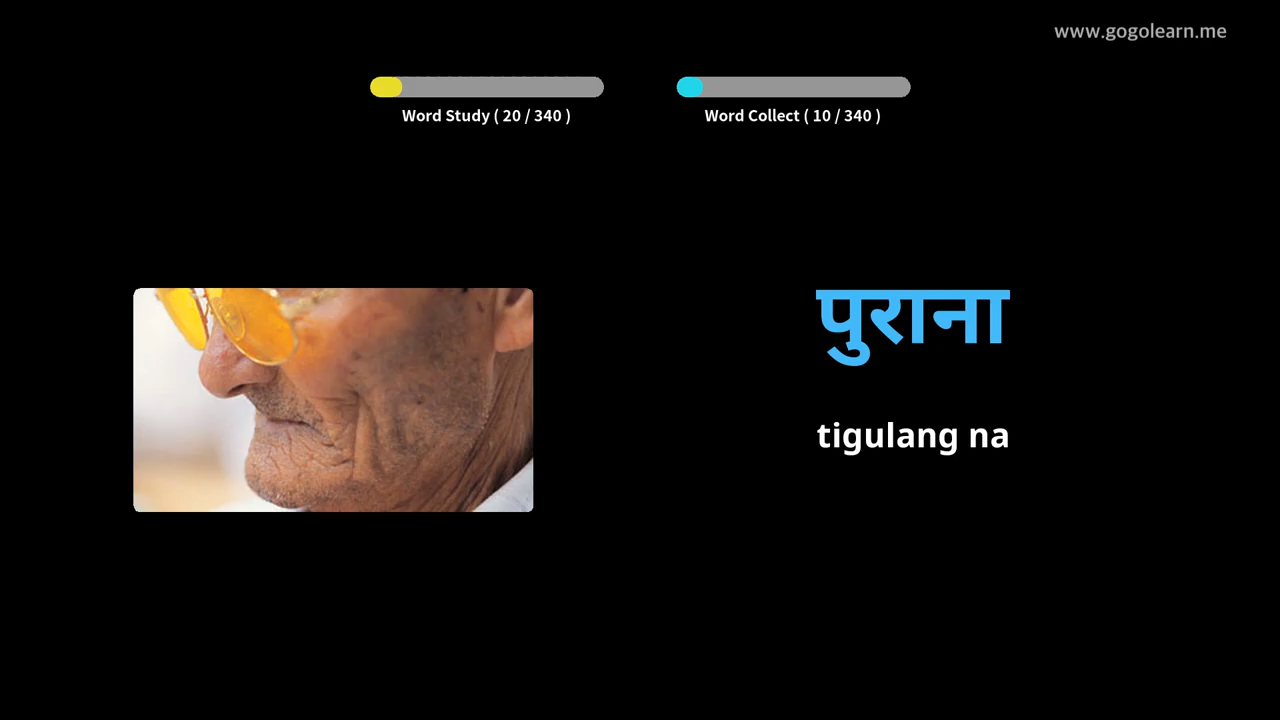 www.gogolearn.me
Word Study ( 20 / 340 )
Word Collect ( 10 / 340 )
पुराना
tigulang na